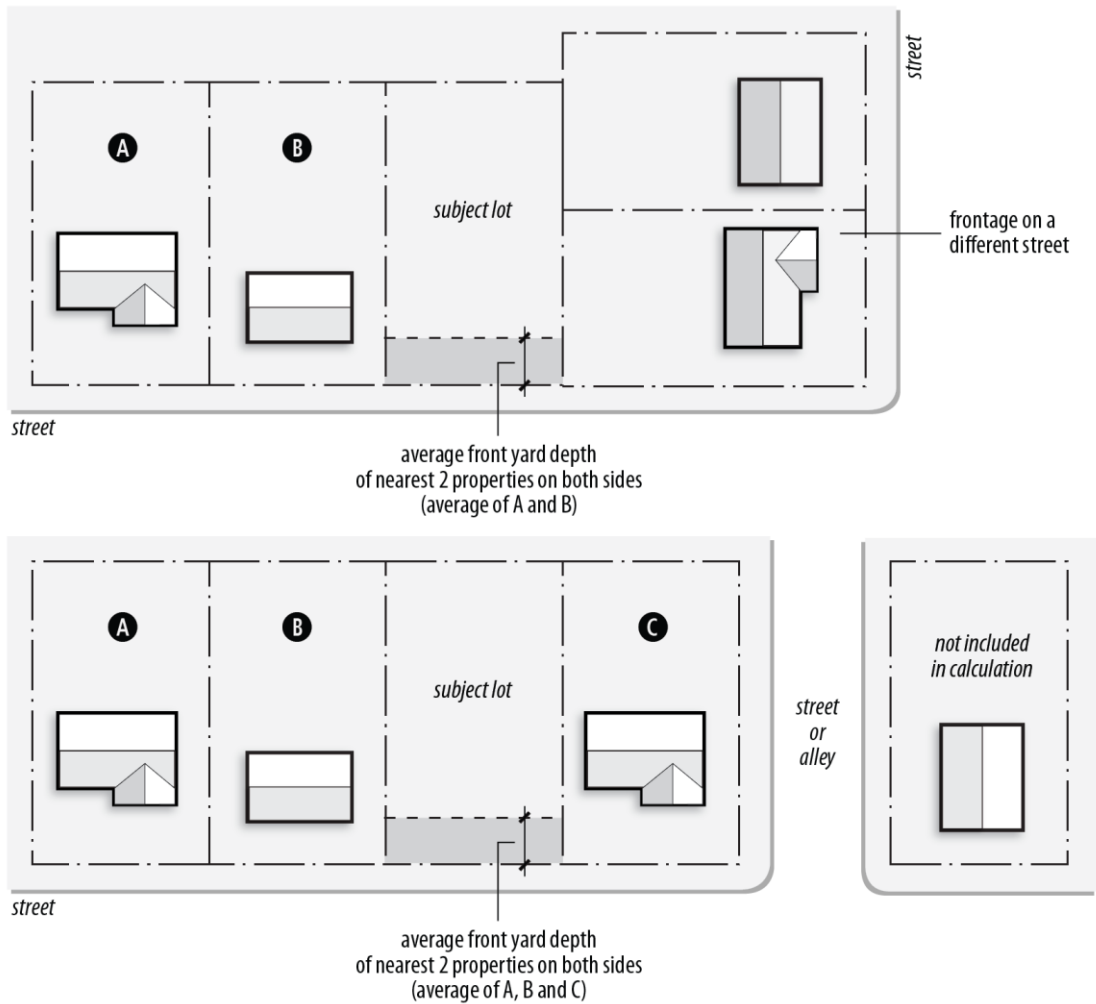 street
A
B
subject lot
frontage on a
different street
street
average front yard depth
of nearest 2 properties on both sides
(average of A and B)
A
B
C
subject lot
not included
in calculation
street
or
alley
street
average front yard depth
of nearest 2 properties on both sides
(average of A, B and C)